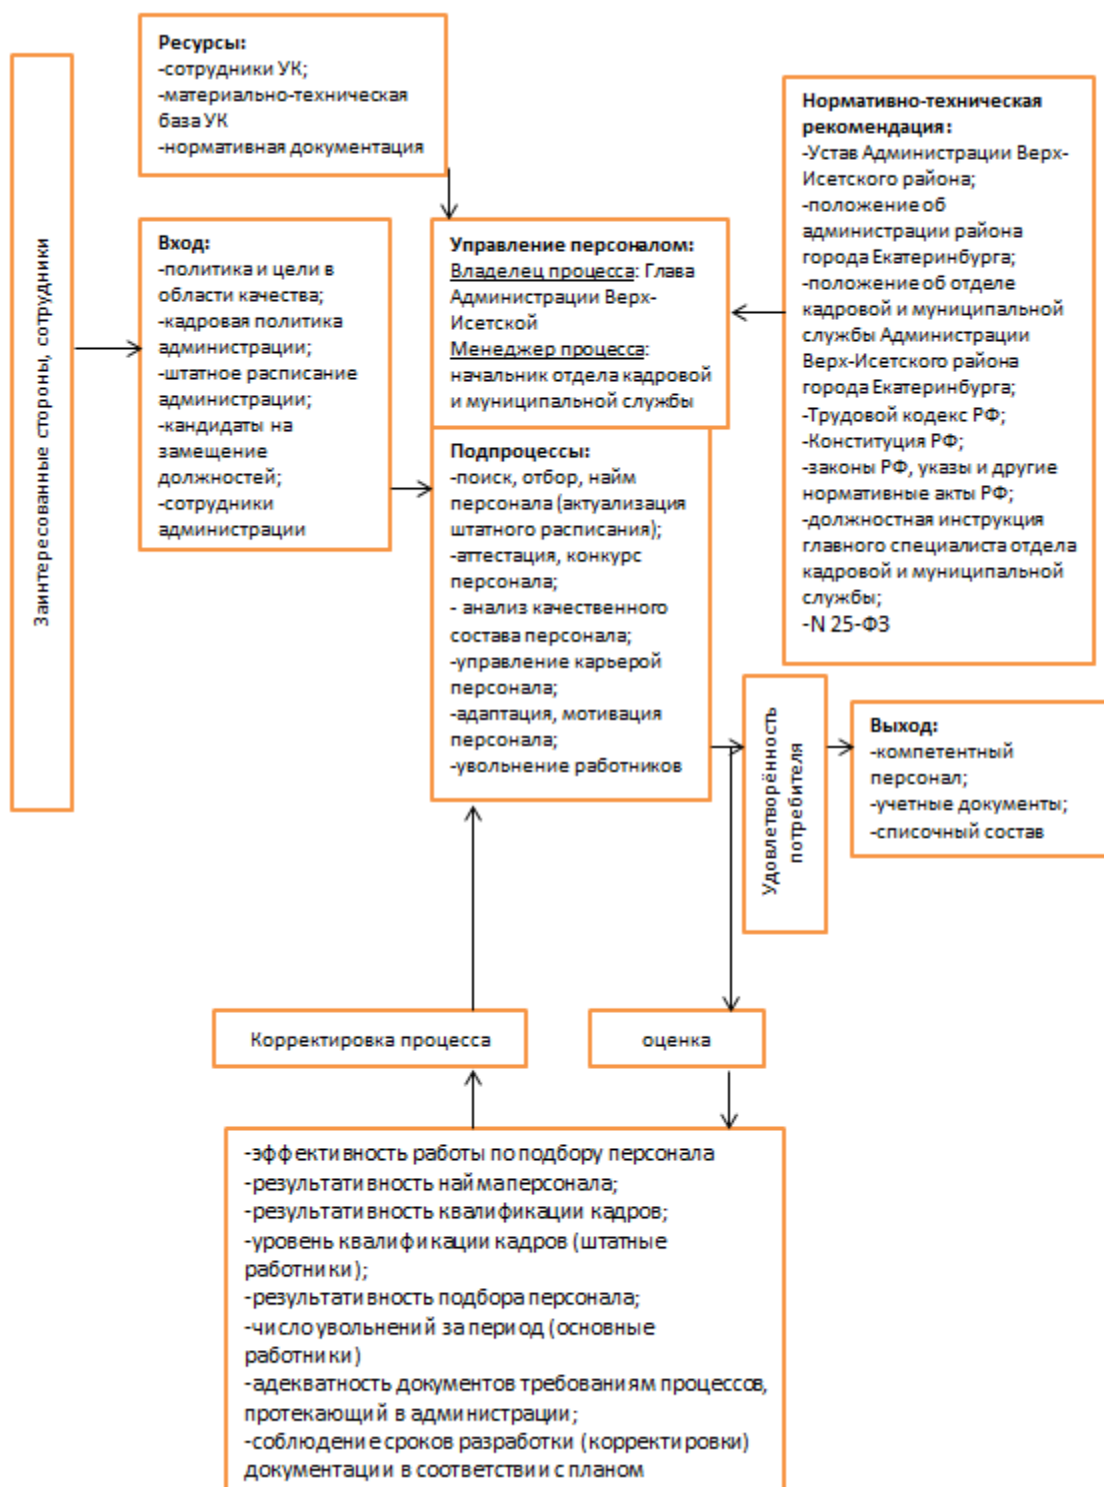 Заинтересованные стороны, сотрудники
Ресурсы:
-сотрудники УК;
-материально-техническая
база УК
-нормативная документация
Вход:
-политика и цели в
области качества;
-кадровая политика
администрации;
-штатное расписание
администрации;
-кандидаты на
замещение
должностей;
-сотрудники
администрации
Управление персоналом:
Владелец процесса: Глава
Администрации Верх-
Исетской
Менеджер процесса:
начальник отдела кадровой
и муниципальной службы
Подпроцессы:
-поиск, отбор, найм
персонала (актуализация
штатного расписания);
-аттестация, конкурс
персонала;
- анализ качественного
состава персонала;
-управление карьерой
персонала;
-адаптация, мотивация
персонала;
-увольнение работников
Нормативно-техническая
рекомендация:
-Устав Администрации Верх-
Исетского района;
-положение об
администрации района
города Екатеринбурга;
-положение об отделе
кадровой и муниципальной
службы Администрации
Верх-Исетского района
города Екатеринбурга;
-Трудовой кодекс РФ;
-Конституция РФ;
-законы РФ, указы и другие
нормативные акты РФ;
-должностная инструкция
главного специалиста отдела
кадровой и муниципальной
службы;
-N 25-ФЗ
Удовлетворённость
потребителя
Выход:
-компетентный
персонал;
-учетные документы;
-списочный состав
Корректировка процесса
оценка
-эффективность работы по подбору персонала
-результативность найма персонала;
-результативность квалификации кадров;
-уровень квалификации кадров (штатные
работники);
-результативность подбора персонала;
-число увольнений за период (основные
работники)
-адекватность документов требованиям процессов,
протекающий в администрации;
-соблюдение сроков разработки (корректировки)
документации в соответствии с планом